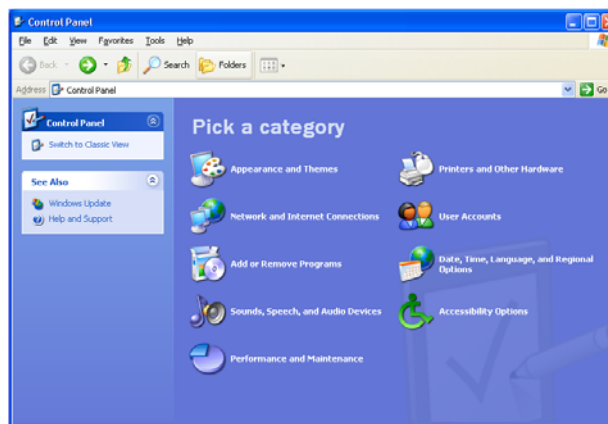 Control Panel
File Edit View Favorites Tools Help
Back Search Folders
Address Control Panel Go
Control Panel
Switch to Classic View
See Also
Windows Update
Help and Support
Pick a category
Appearance and Themes
Printers and Other Hardware
Network and Internet Connections
User Accounts
Add or Remove Programs
Date, Time, Language, and Regional
Options
Sounds, Speech, and Audio Devices
Accessibility Options
Performance and Maintenance